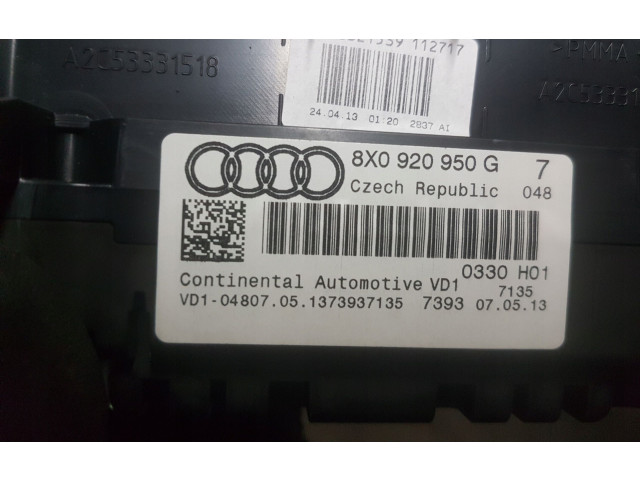 112717
24.04.13 01:20 2837 AI
A2C53331518
>PMMA
8X0 920 950 G 7
Czech Republic 048
0330 H01
Continental Automotive VD1 7135
VD1-04807.05.1373937135 7393 07.05.13